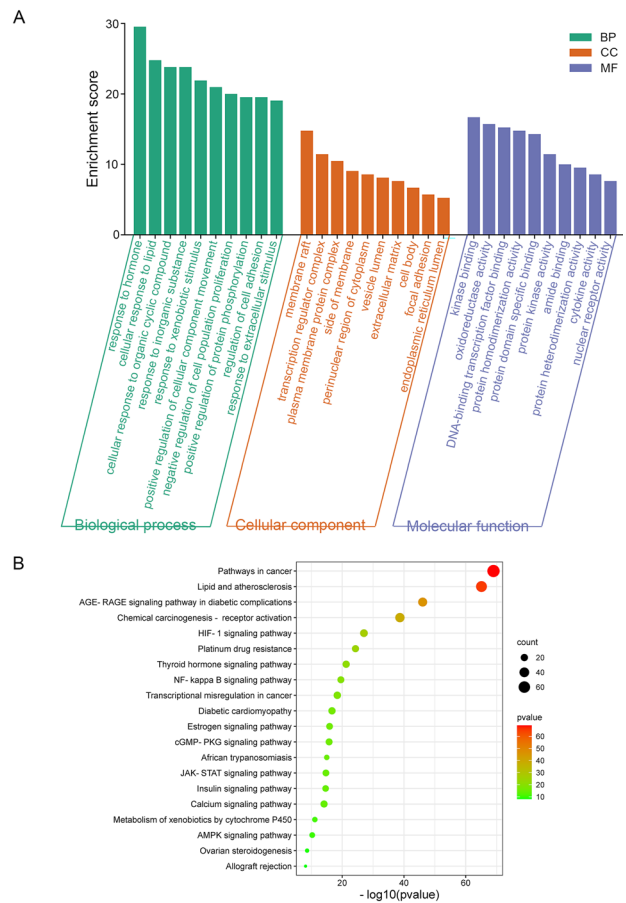 A
30
20
10
0
Enrichment score
BP
CC
MF
response to hormone
cellular response to lipid
cellular response to organic cyclic compound
response to inorganic substance
response to xenobiotic stimulus
positive regulation of cellular component movement
negative regulation of cell population proliferation
positive regulation of protein phosphorylation
regulation of cell adhesion
response to extracellular stimulus
membrane raft
transcription regulator complex
plasma membrane protein complex
side of membrane
perinuclear region of cytoplasm
vesicle lumen
extracellular matrix
cell body
focal adhesion
endoplasmic reticulum lumen
kinase binding
oxidoreductase activity
DNA-binding transcription factor binding
protein homodimerization activity
protein domain specific binding
protein kinase activity
amide binding
protein heterodimerization activity
cytokine activity
nuclear receptor activity
Biological process
Cellular component
Molecular function
B
Pathways in cancer
Lipid and atherosclerosis
AGE- RAGE signaling pathway in diabetic complications
Chemical carcinogenesis - receptor activation
HIF- 1 signaling pathway
Platinum drug resistance
Thyroid hormone signaling pathway
NF- kappa B signaling pathway
Transcriptional misregulation in cancer
Diabetic cardiomyopathy
Estrogen signaling pathway
cGMP- PKG signaling pathway
African trypanosomiasis
JAK- STAT signaling pathway
Insulin signaling pathway
Calcium signaling pathway
Metabolism of xenobiotics by cytochrome P450
AMPK signaling pathway
Ovarian steroidogenesis
Allograft rejection
20
40
60
- log10(pvalue)
count
20
40
60
pvalue
60
50
40
30
20
10